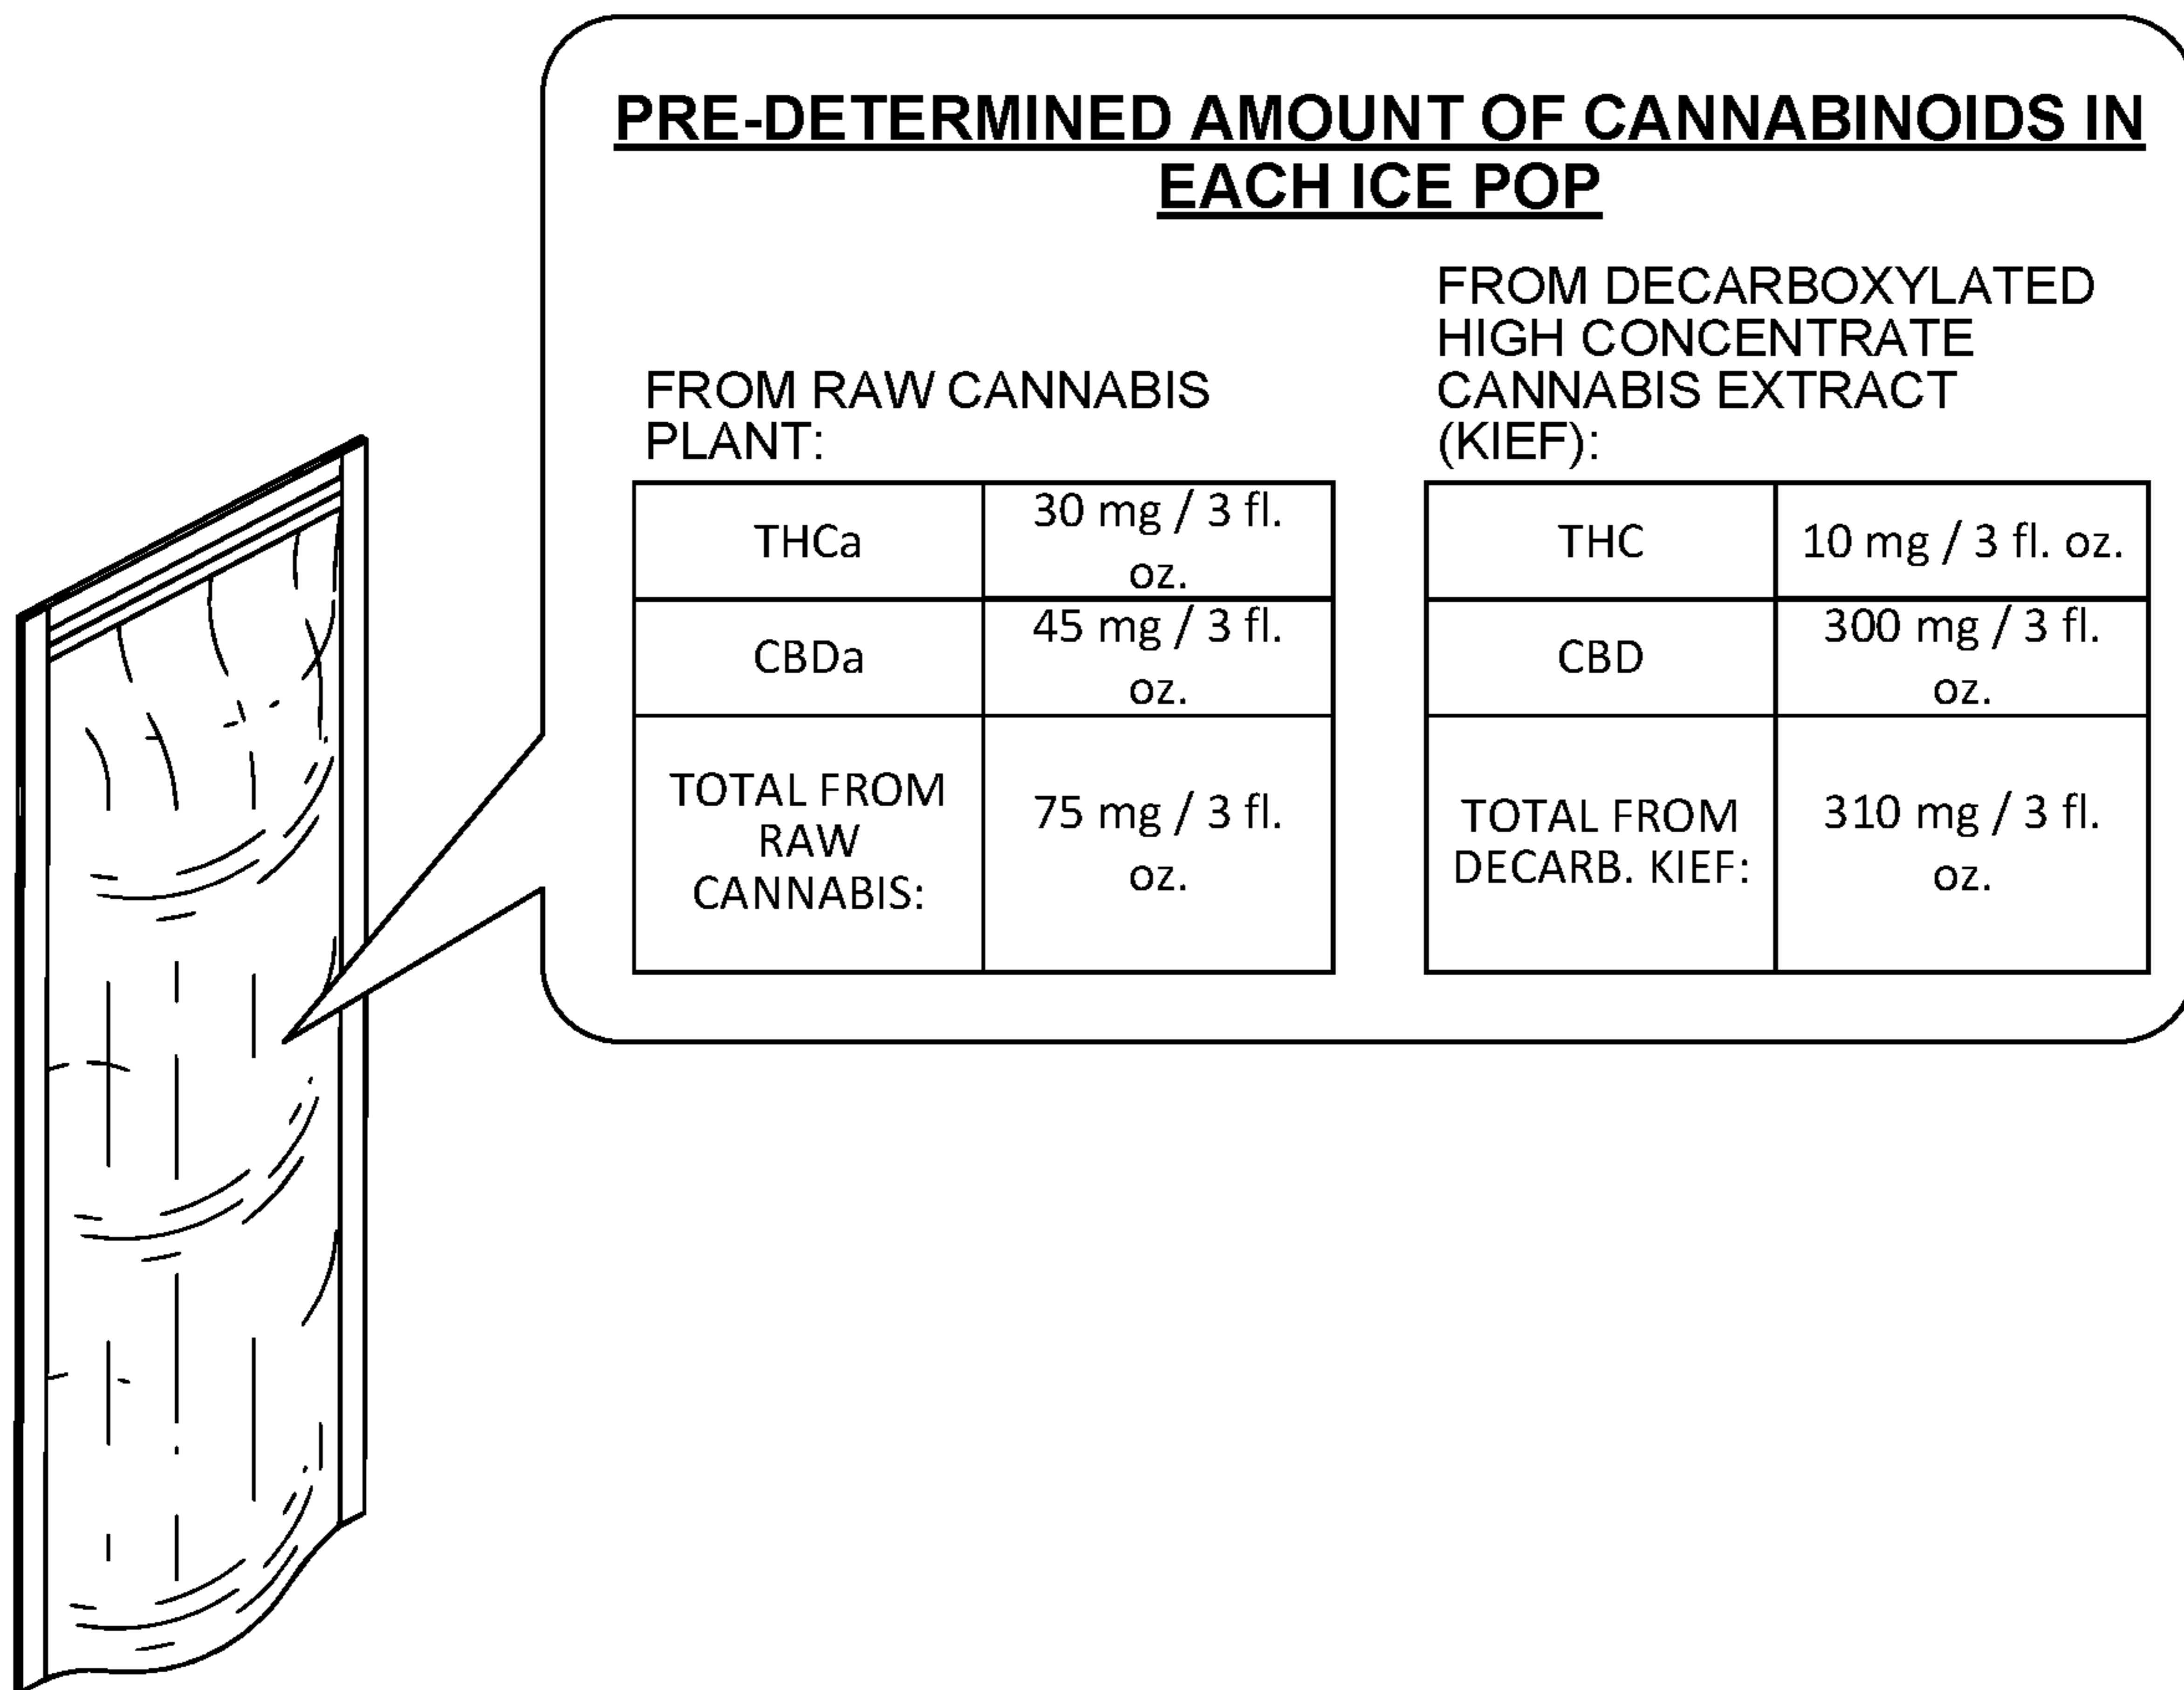 PRE-DETERMINED AMOUNT OF CANNABINOIDS IN
EACH ICE POP
FROM RAW CANNABIS
PLANT:
THCa
30 mg / 3 fl.
oz.
CBDa
45 mg / 3 fl.
oz.
TOTAL FROM
RAW
CANNABIS:
75 mg / 3 fl.
oz.
FROM DECARBOXYLATED
HIGH CONCENTRATE
CANNABIS EXTRACT
(KIEF):
THC
10 mg / 3 fl. oz.
CBD
300 mg / 3 fl.
oz.
TOTAL FROM
DECARB. KIEF:
310 mg / 3 fl.
oz.